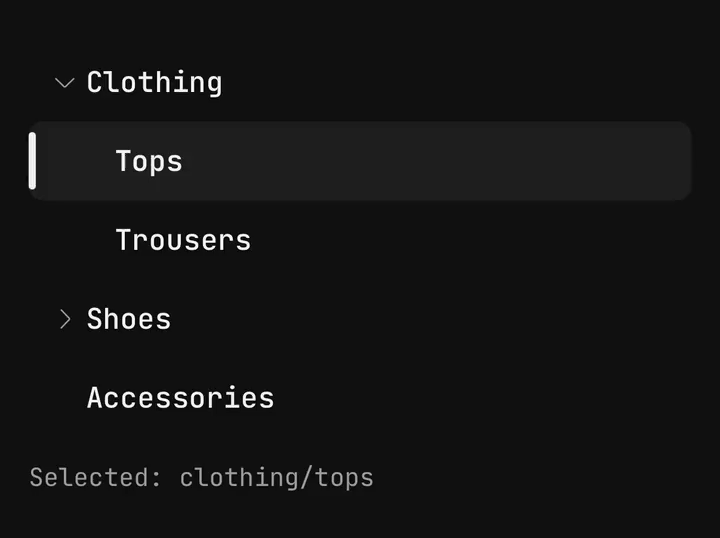 Clothing
Tops
Trousers
Shoes
Accessories
Selected: clothing/tops